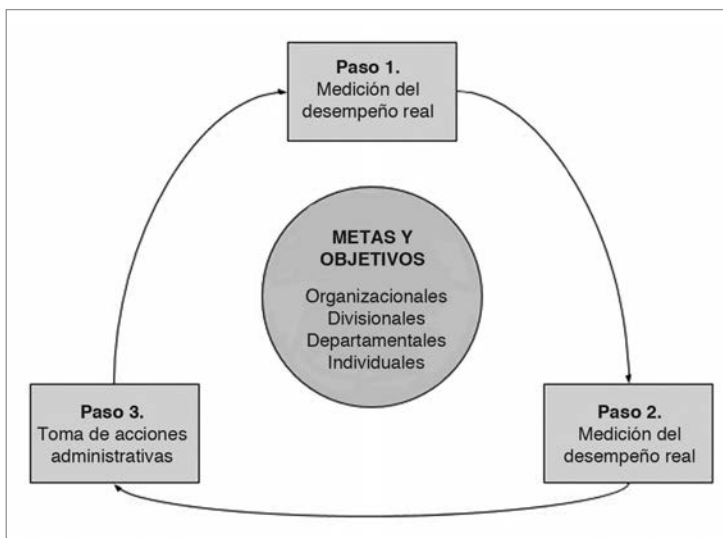 Paso 1.
Medición del
desempeño real
METAS Y
OBJETIVOS
Organizacionales
Divisionales
Departamentales
Individuales
Paso 3.
Toma de acciones
administrativas
Paso 2.
Medición del
desempeño real